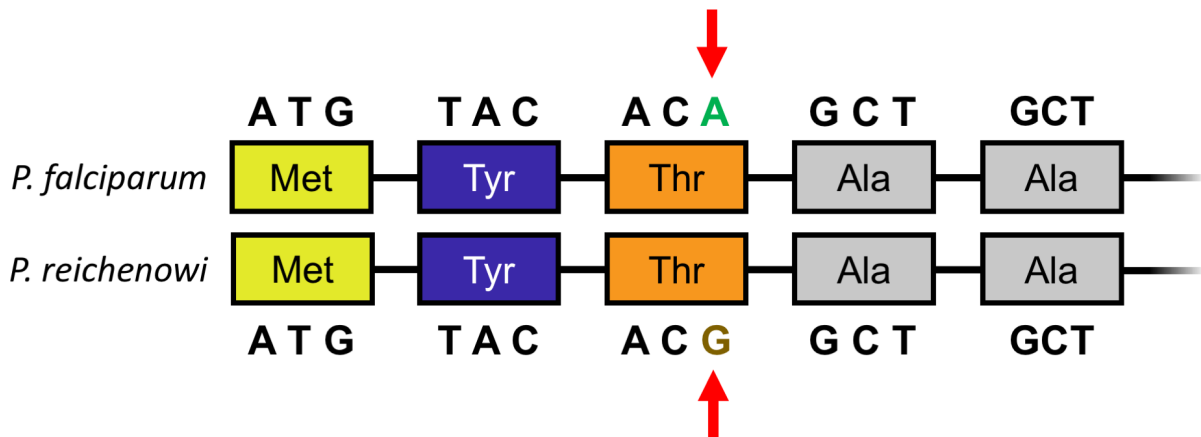 A T G T A C A C A G C T GCT
P. falciparum Met Tyr Thr Ala Ala
P. reichenowi Met Tyr Thr Ala Ala
A T G T A C A C G G C T GCT